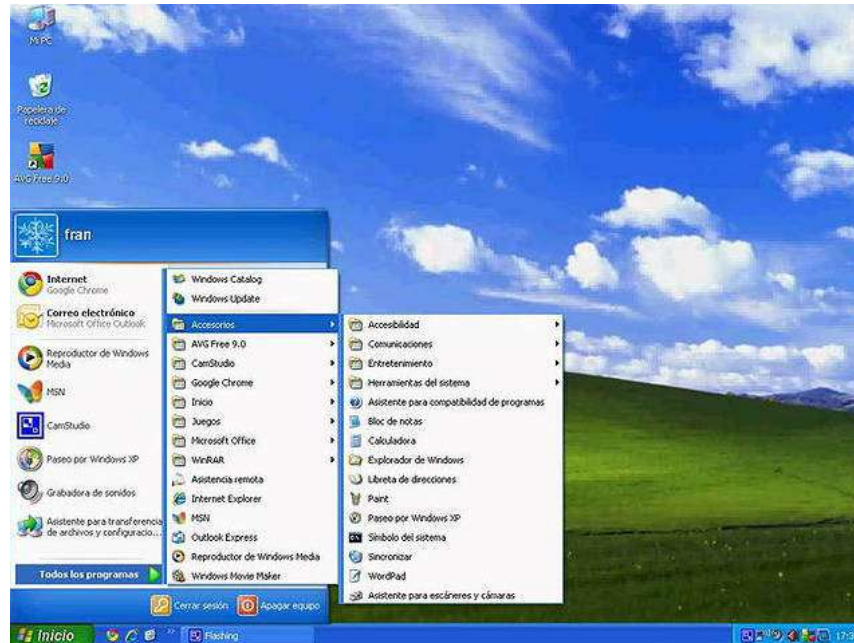 Mi PC
Papelera de
reciclaje
AVG Free 9.0
fran
Internet
Google Chrome
Correo electrónico
Microsoft Office Outlook
Reproductor de Windows
Media
MSN
CamStudio
Paseo por Windows XP
Grabadora de sonidos
Asistente para transferencia
de archivos y configuracio...
Todos los programas
Windows Catalog
Windows Update
Accesorios
AVG Free 9.0
CamStudio
Google Chrome
Inicio
Juegos
Microsoft Office
WinRAR
Asistencia remota
Internet Explorer
MSN
Outlook Express
Reproductor de Windows Media
Windows Movie Maker
Accesibilidad
Comunicaciones
Entretenimiento
Herramientas del sistema
Asistente para compatibilidad de programas
Bloc de notas
Calculadora
Explorador de Windows
Libreta de direcciones
Paint
Paseo por Windows XP
Símbolo del sistema
Sincronizar
WordPad
Asistente para escáneres y cámaras
Cerrar sesión
Apagar equipo
Inicio
Flashing